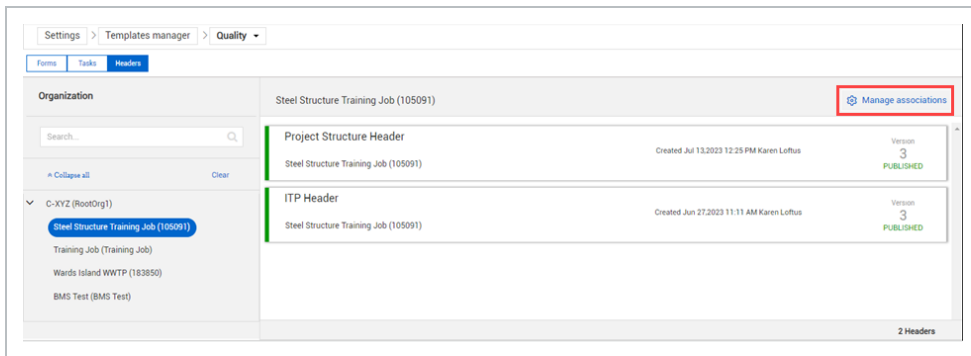 Settings > Templates manager > Quality
Forms Tasks Headers
Organization
Steel Structure Training Job (105091)
Manage associations
Search...
Collapse all
Clear
C-XYZ (RootOrg1)
Steel Structure Training Job (105091)
Training Job (Training Job)
Wards Island WWTP (183850)
BMS Test (BMS Test)
Project Structure Header
Steel Structure Training Job (105091)
Created Jul 13,2023 12:25 PM Karen Loftus
Version
3
PUBLISHED
ITP Header
Steel Structure Training Job (105091)
Created Jun 27,2023 11:11 AM Karen Loftus
Version
3
PUBLISHED
2 Headers